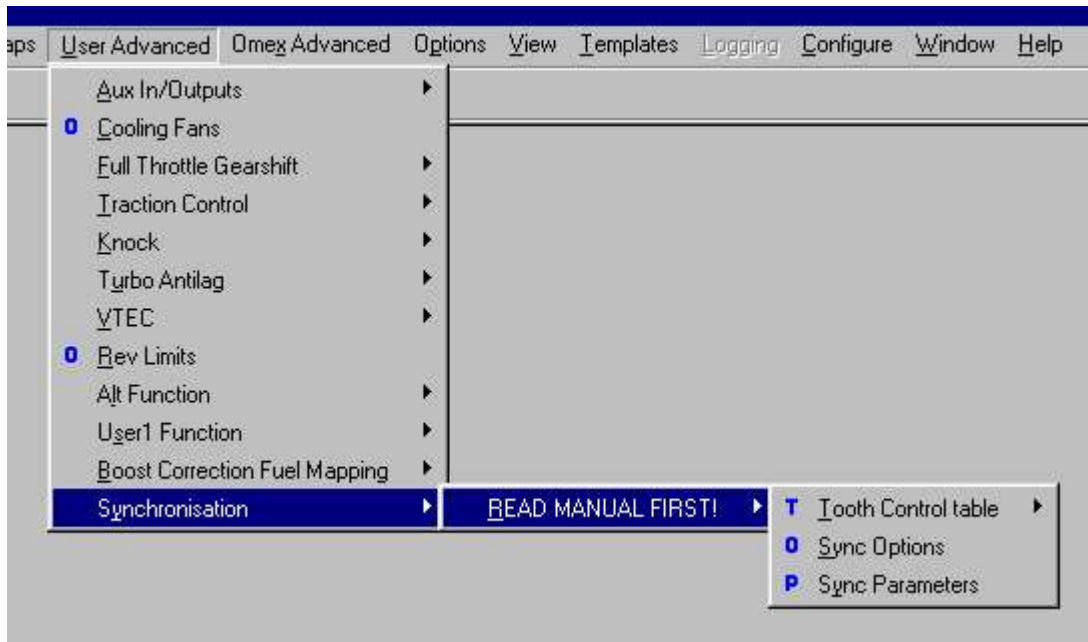 aps User Advanced Omex Advanced Options View Templates Logging Configure Window Help
Aux In/Outputs
O Cooling Fans
Full Throttle Gearshift
Traction Control
Knock
Turbo Antilag
VTEC
O Rev Limits
Alt Function
User1 Function
Boost Correction Fuel Mapping
Synchronisation READ MANUAL FIRST! T Tooth Control table
O Sync Options
P Sync Parameters